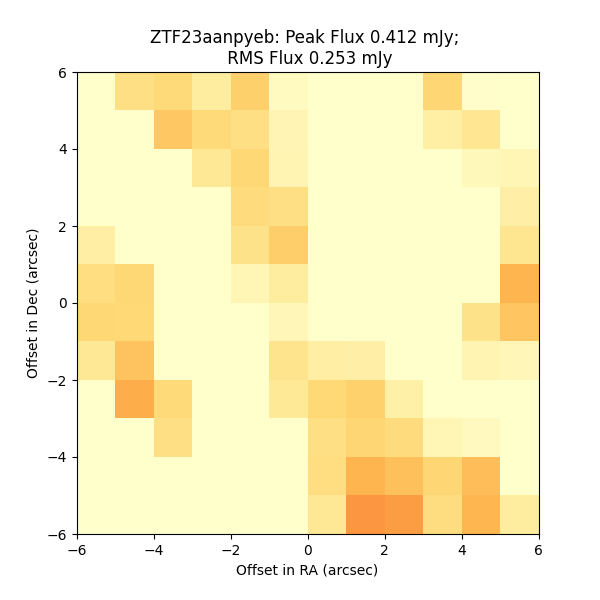 ZTF23aanpyeb: Peak Flux 0.412 mJy;
RMS Flux 0.253 mJy
6
4
2
0
−2
−4
−6
Offset in Dec (arcsec)
−6 −4 −2 0 2 4 6
Offset in RA (arcsec)